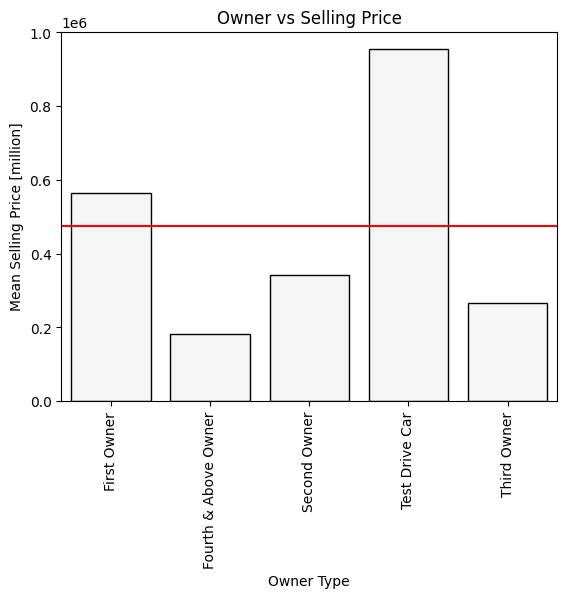 Owner vs Selling Price
1e6
Mean Selling Price [million]
1.0
0.8
0.6
0.4
0.2
0.0
First Owner
Fourth & Above Owner
Second Owner
Test Drive Car
Third Owner
Owner Type